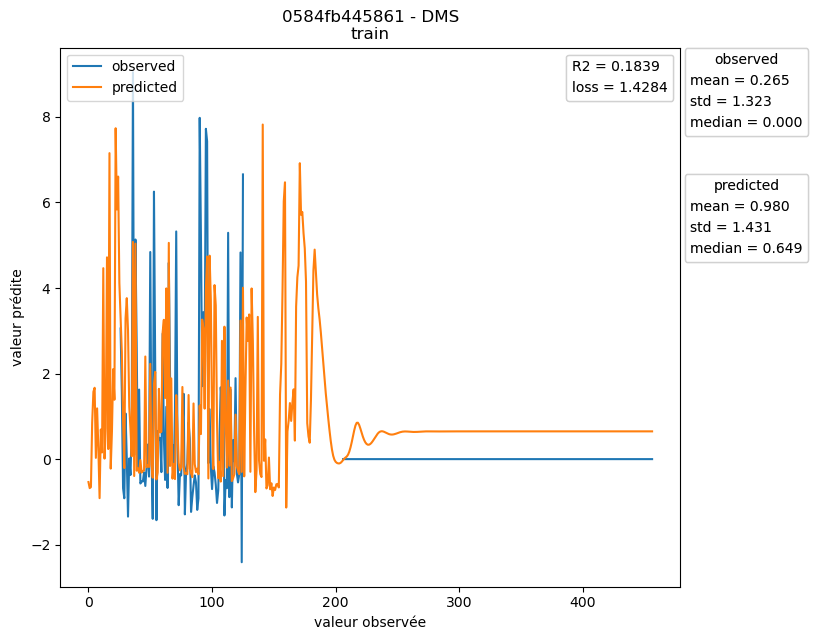 0584fb445861 - DMS
train
observed
predicted
R2 = 0.1839
loss = 1.4284
observed
mean = 0.265
std = 1.323
median = 0.000
predicted
mean = 0.980
std = 1.431
median = 0.649
valeur prédite
8
6
4
2
0
−2
0
100
200
300
400
valeur observée